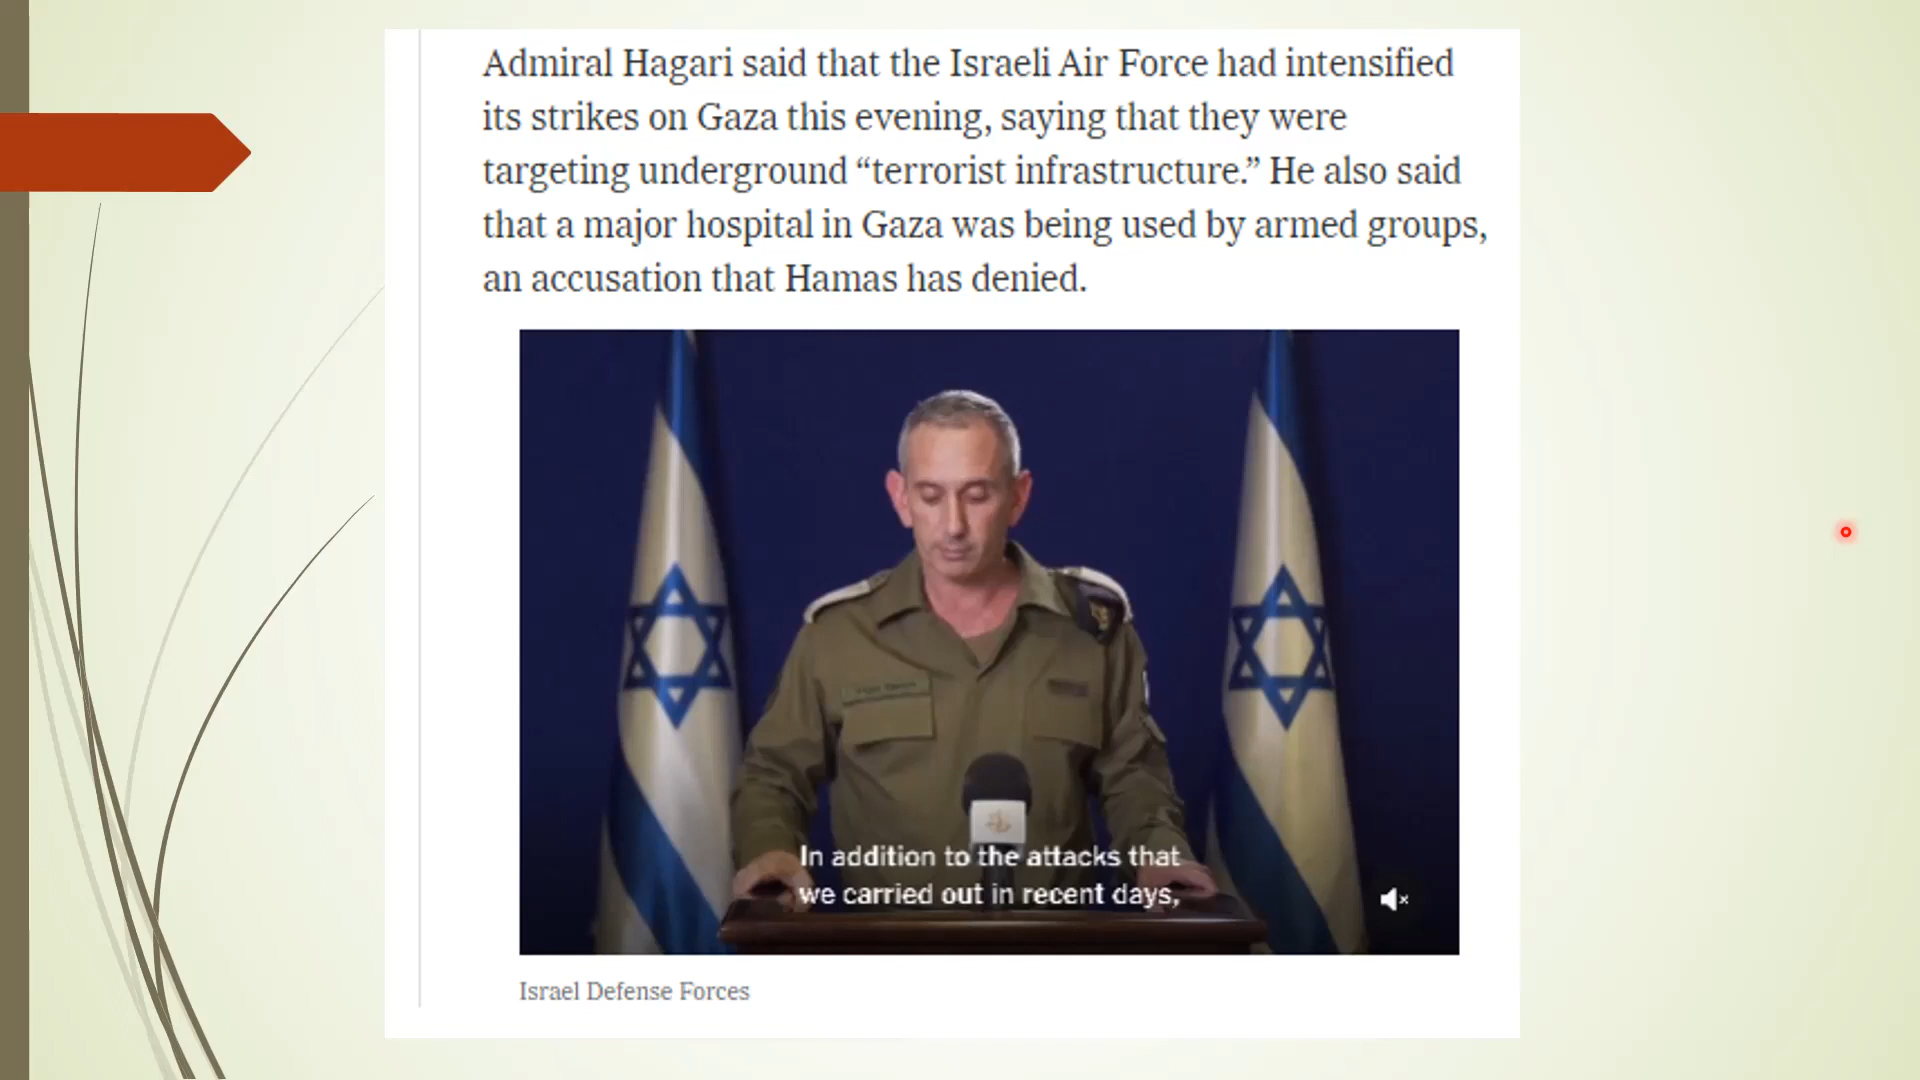 Admiral Hagari said that the Israeli Air Force had intensified
its strikes on Gaza this evening, saying that they were
targeting underground “terrorist infrastructure.” He also said
that a major hospital in Gaza was being used by armed groups,
an accusation that Hamas has denied.
In addition to the attacks that
we carried out in recent days,
Israel Defense Forces